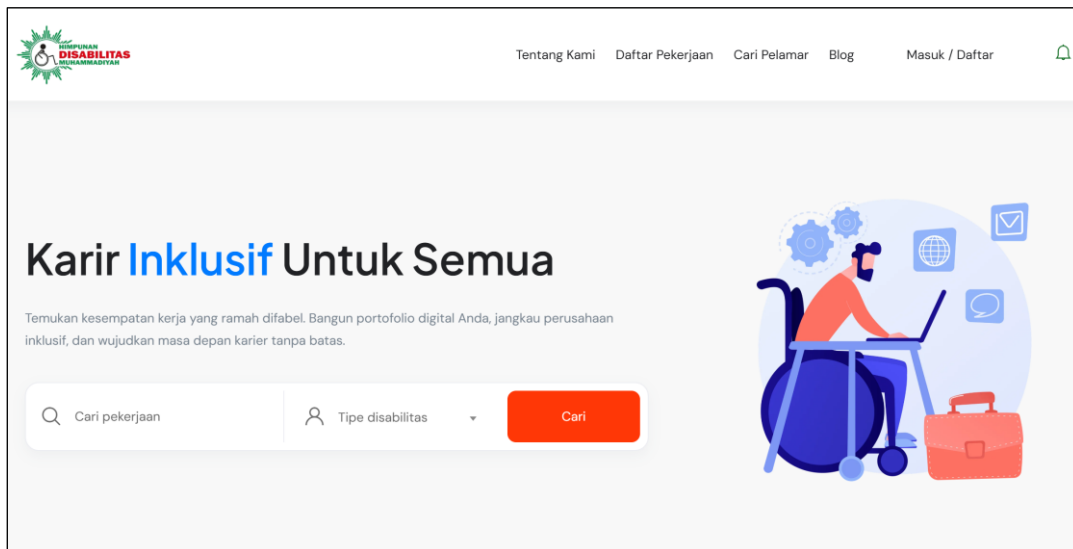 HIMPUNAN
DISABILITAS
MUHAMMADIYAH
Tentang Kami Daftar Pekerjaan Cari Pelamar Blog Masuk / Daftar
Karir Inklusif Untuk Semua
Temukan kesempatan kerja yang ramah difabel. Bangun portofolio digital Anda, jangkau perusahaan
inklusif, dan wujudkan masa depan karier tanpa batas.
Cari pekerjaan Tipe disabilitas Cari